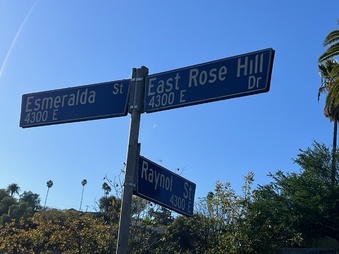 Esmeralda St
4300 E
East Rose Hill
4300 E Dr
Raynol St
4300